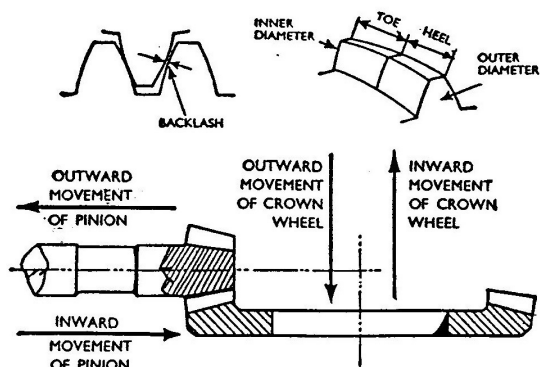 BACKLASH
INNER
DIAMETER
TOE
HEEL
OUTER
DIAMETER
OUTWARD
MOVEMENT
OF PINION
OUTWARD
MOVEMENT
OF CROWN
WHEEL
INWARD
MOVEMENT
OF CROWN
WHEEL
INWARD
MOVEMENT
OF PINION